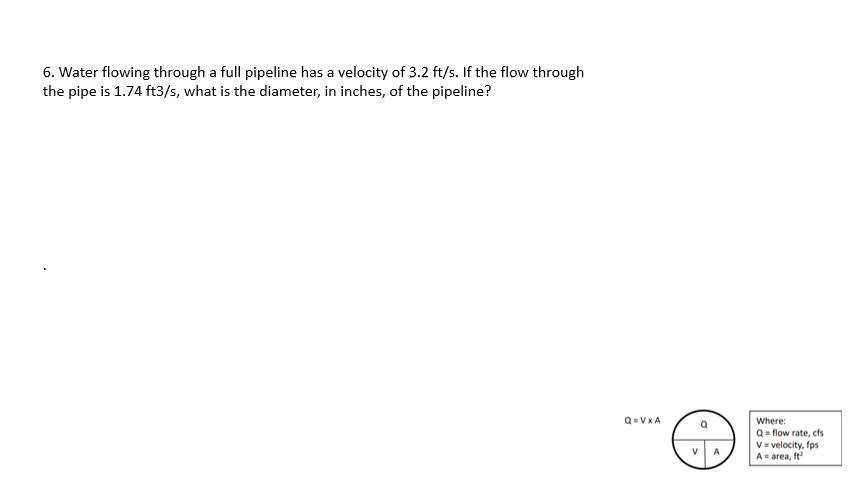 6. Water flowing through a full pipeline has a velocity of 3.2 ft/s. If the flow through
the pipe is 1.74 ft3/s, what is the diameter, in inches, of the pipeline?
.
Q = V x A
Q
V A
Where:
Q = flow rate, cfs
V = velocity, fps
A = area, ft²